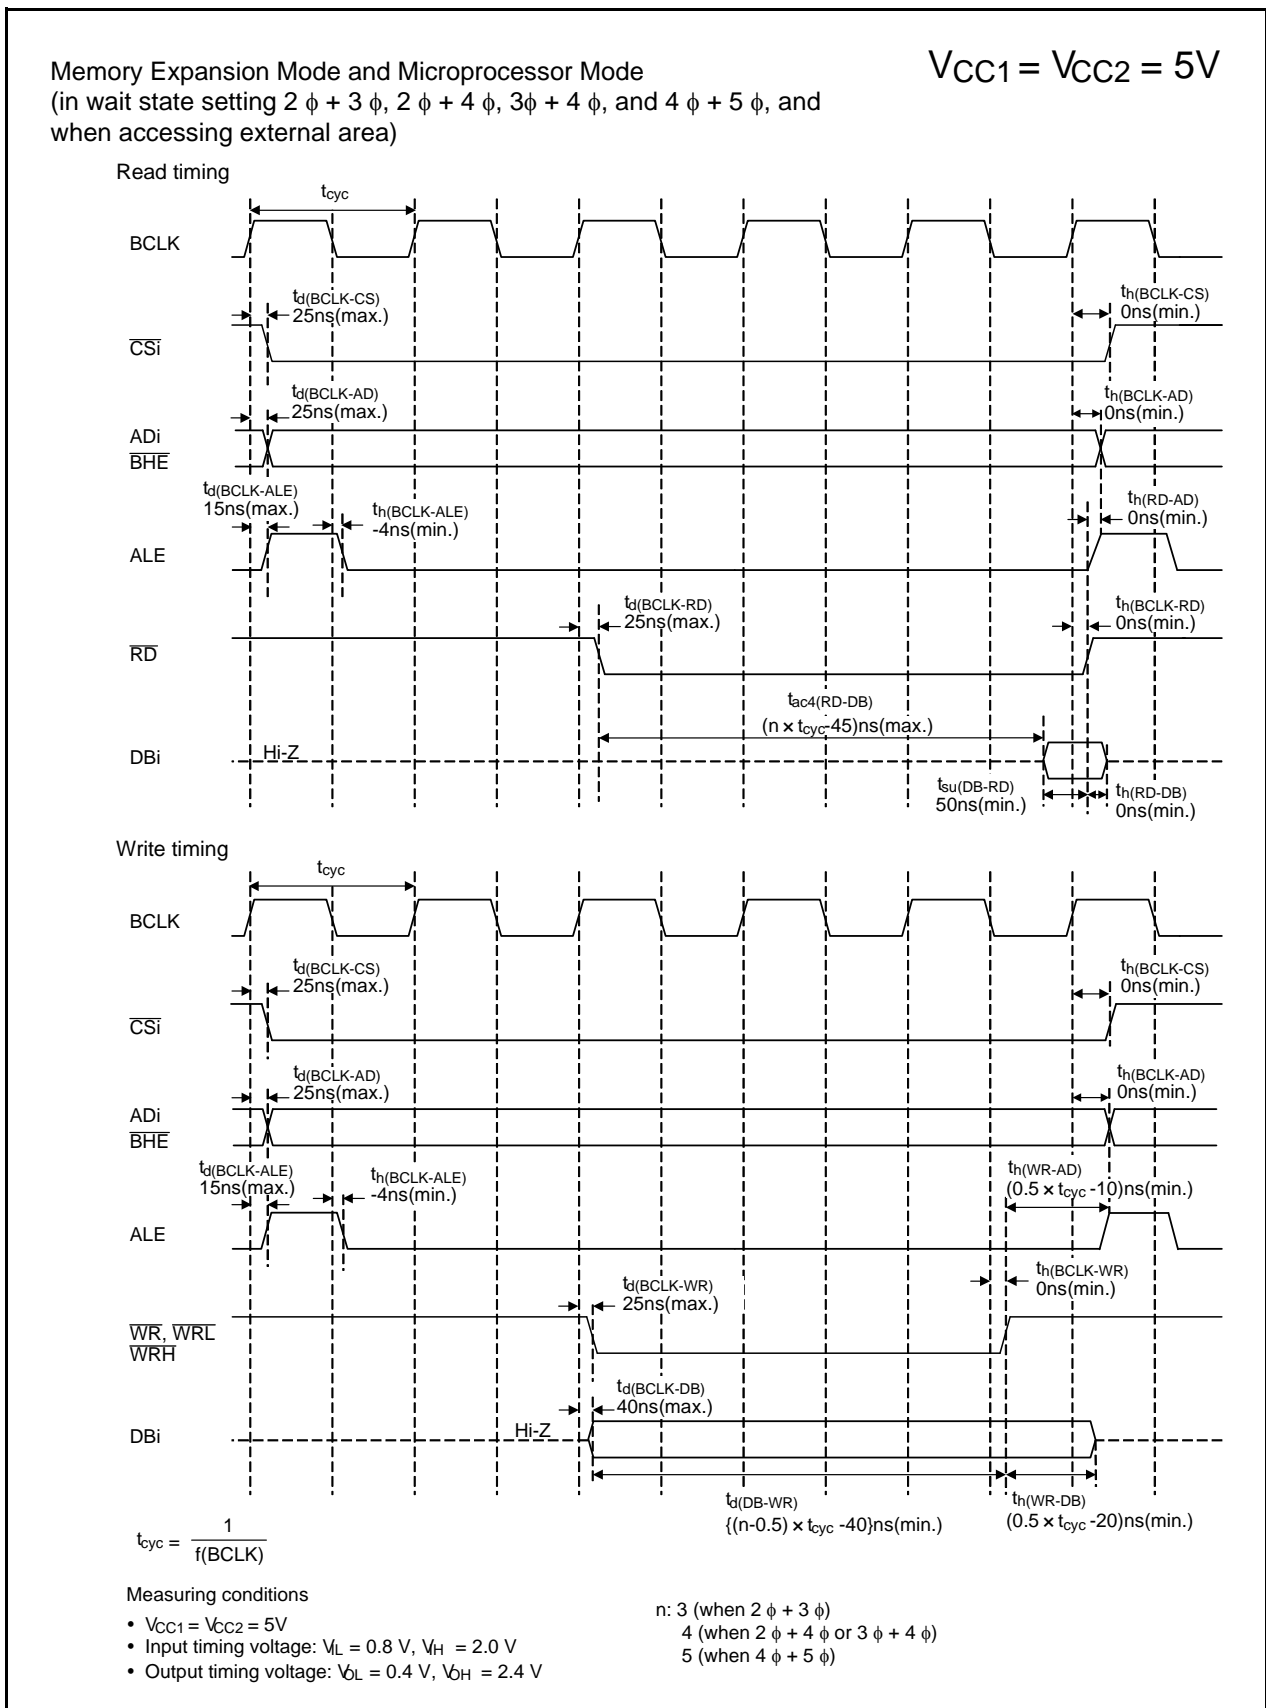 Memory Expansion Mode and Microprocessor Mode
(in wait state setting 2 ϕ + 3 ϕ, 2 ϕ + 4 ϕ, 3ϕ + 4 ϕ, and 4 ϕ + 5 ϕ, and
when accessing external area)
VCC1 = VCC2 = 5V
Read timing
tcyc
BCLK
td(BCLK-CS)
25ns(max.)
th(BCLK-CS)
0ns(min.)
CSi
td(BCLK-AD)
25ns(max.)
th(BCLK-AD)
0ns(min.)
ADi
BHE
td(BCLK-ALE)
15ns(max.)
th(BCLK-ALE)
-4ns(min.)
th(RD-AD)
0ns(min.)
ALE
td(BCLK-RD)
25ns(max.)
th(BCLK-RD)
0ns(min.)
RD
tac4(RD-DB)
(n × tcyc-45)ns(max.)
DBi
Hi-Z
tsu(DB-RD)
50ns(min.)
th(RD-DB)
0ns(min.)
Write timing
tcyc
BCLK
td(BCLK-CS)
25ns(max.)
th(BCLK-CS)
0ns(min.)
CSi
td(BCLK-AD)
25ns(max.)
th(BCLK-AD)
0ns(min.)
ADi
BHE
td(BCLK-ALE)
15ns(max.)
th(BCLK-ALE)
-4ns(min.)
th(WR-AD)
(0.5 × tcyc -10)ns(min.)
ALE
td(BCLK-WR)
25ns(max.)
th(BCLK-WR)
0ns(min.)
WR, WRL
WRH
td(BCLK-DB)
40ns(max.)
DBi
Hi-Z
td(DB-WR)
{(n-0.5) × tcyc -40}ns(min.)
th(WR-DB)
(0.5 × tcyc -20)ns(min.)
tcyc = 1
f(BCLK)
Measuring conditions
• VCC1 = VCC2 = 5V
• Input timing voltage: VIL = 0.8 V, VIH = 2.0 V
• Output timing voltage: VOL = 0.4 V, VOH = 2.4 V
n: 3 (when 2 ϕ + 3 ϕ)
4 (when 2 ϕ + 4 ϕ or 3 ϕ + 4 ϕ)
5 (when 4 ϕ + 5 ϕ)